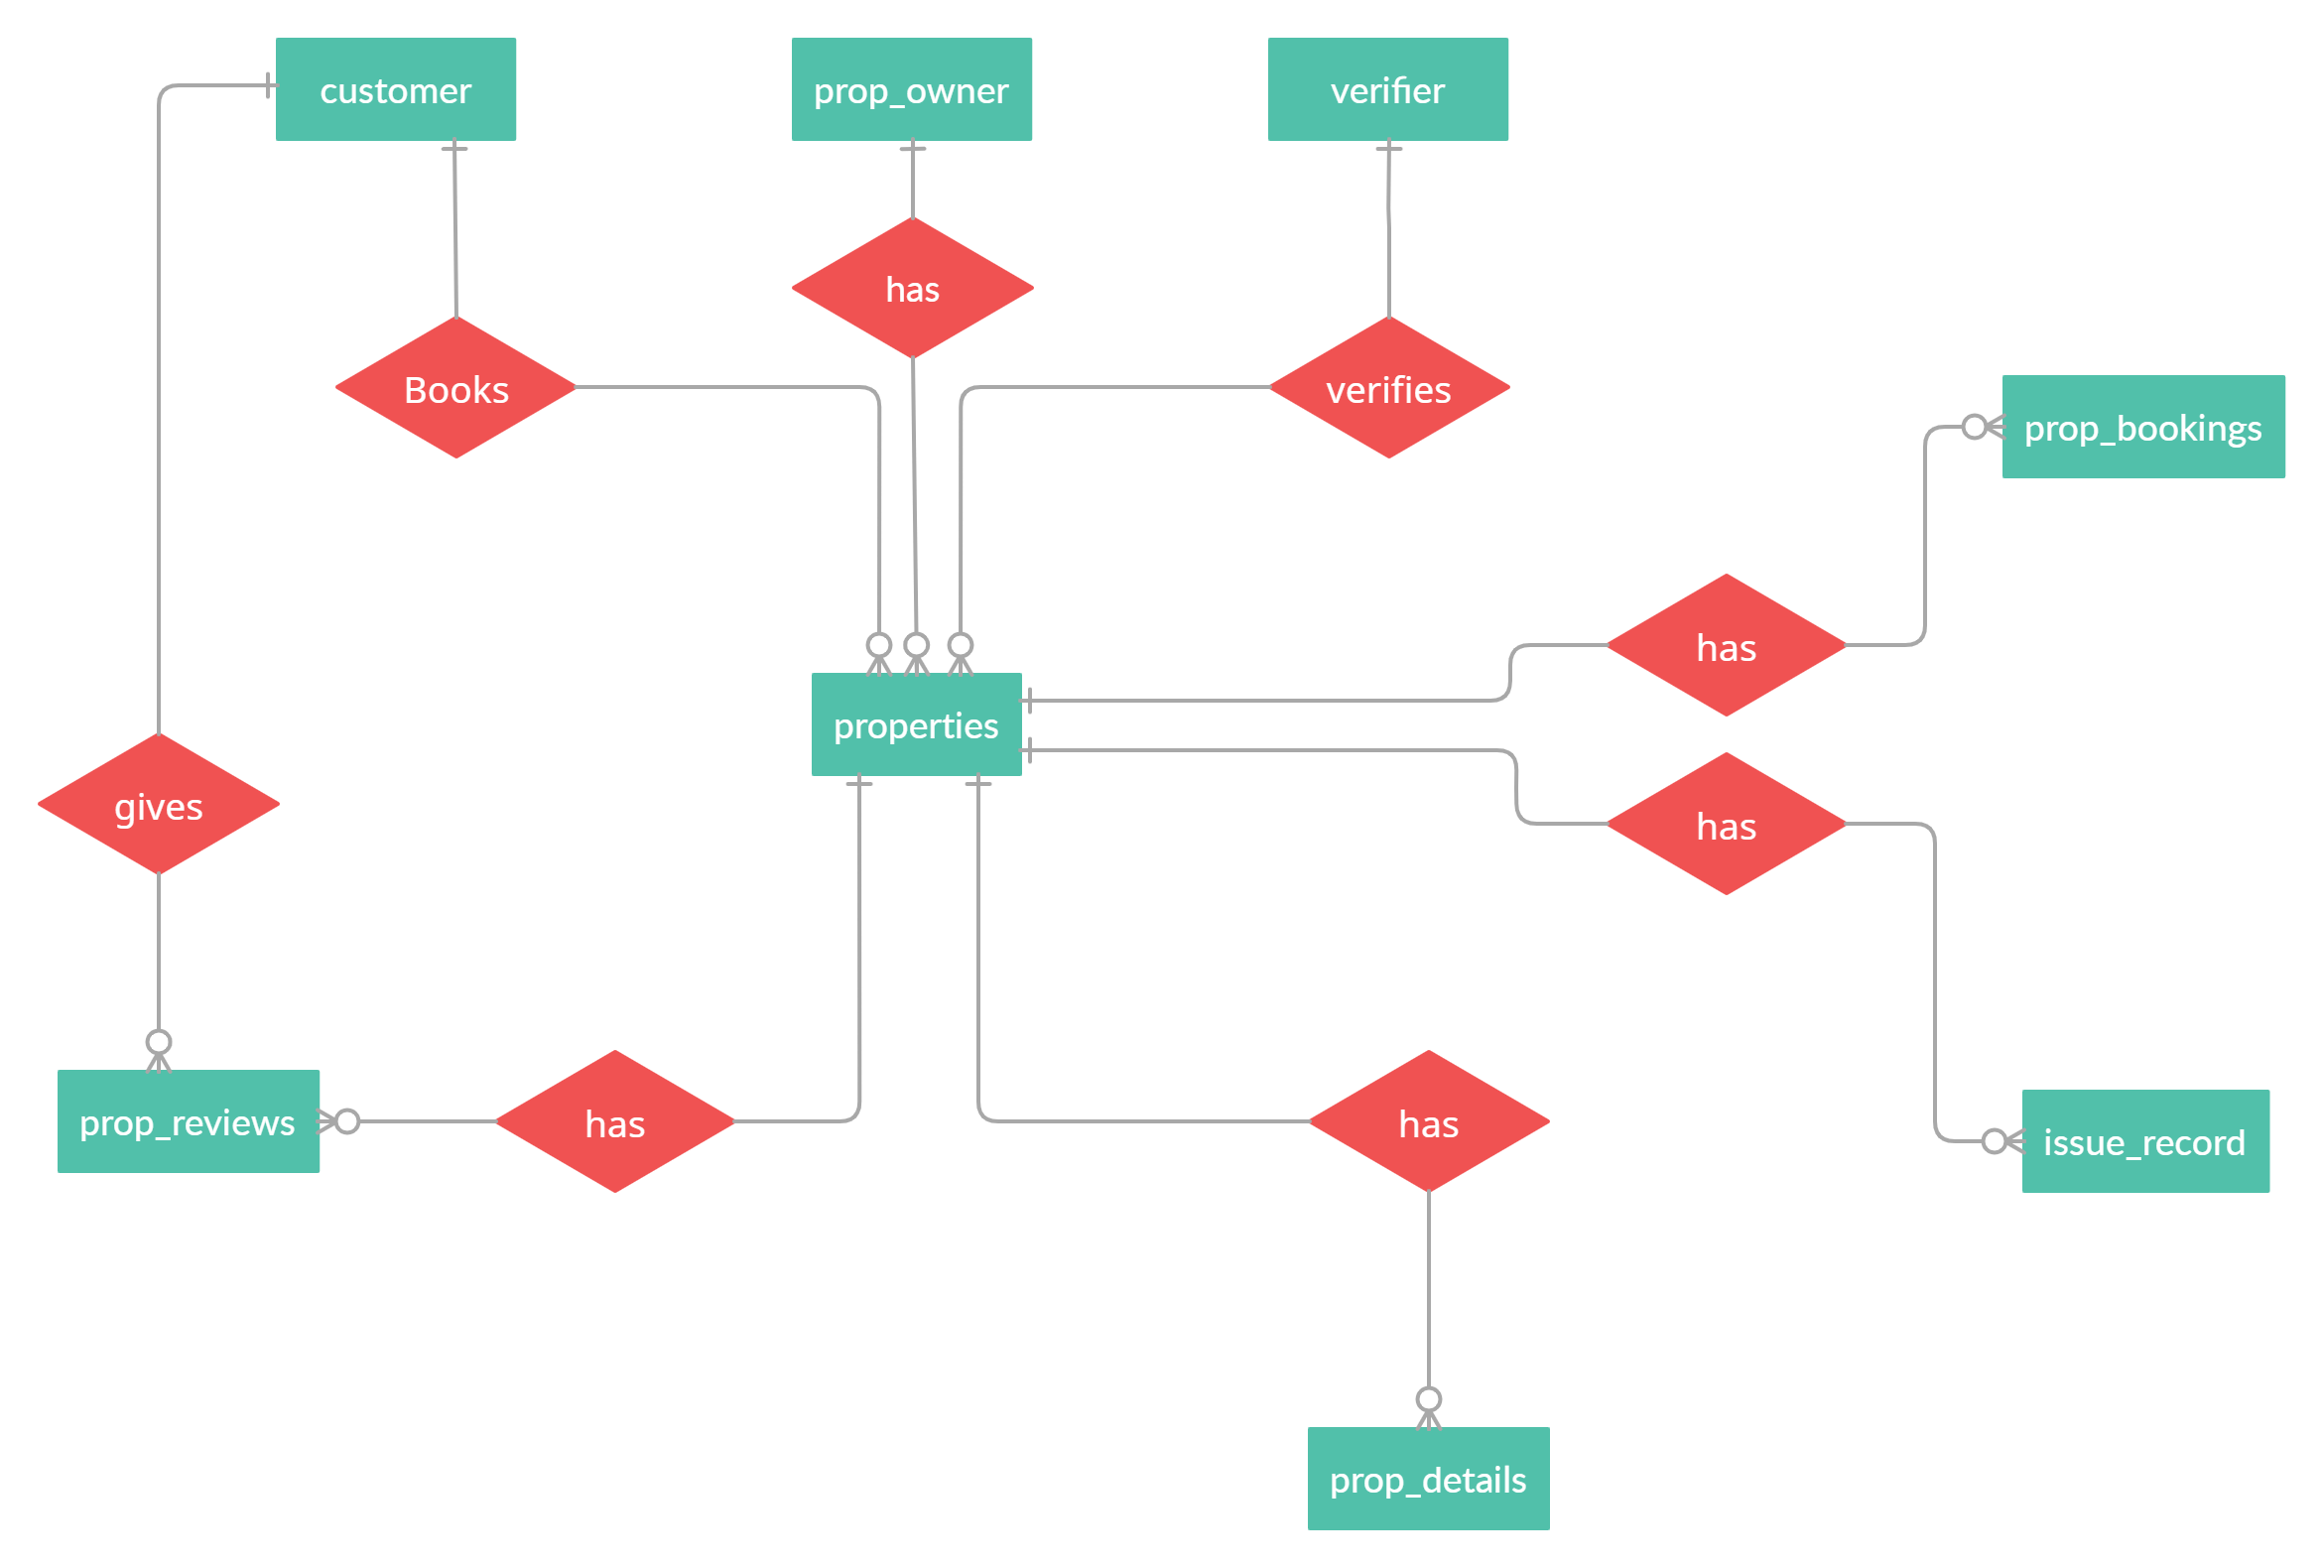 customer
prop_owner
verifier
has
Books
verifies
prop_bookings
has
properties
gives
has
prop_reviews
has
has
issue_record
prop_details